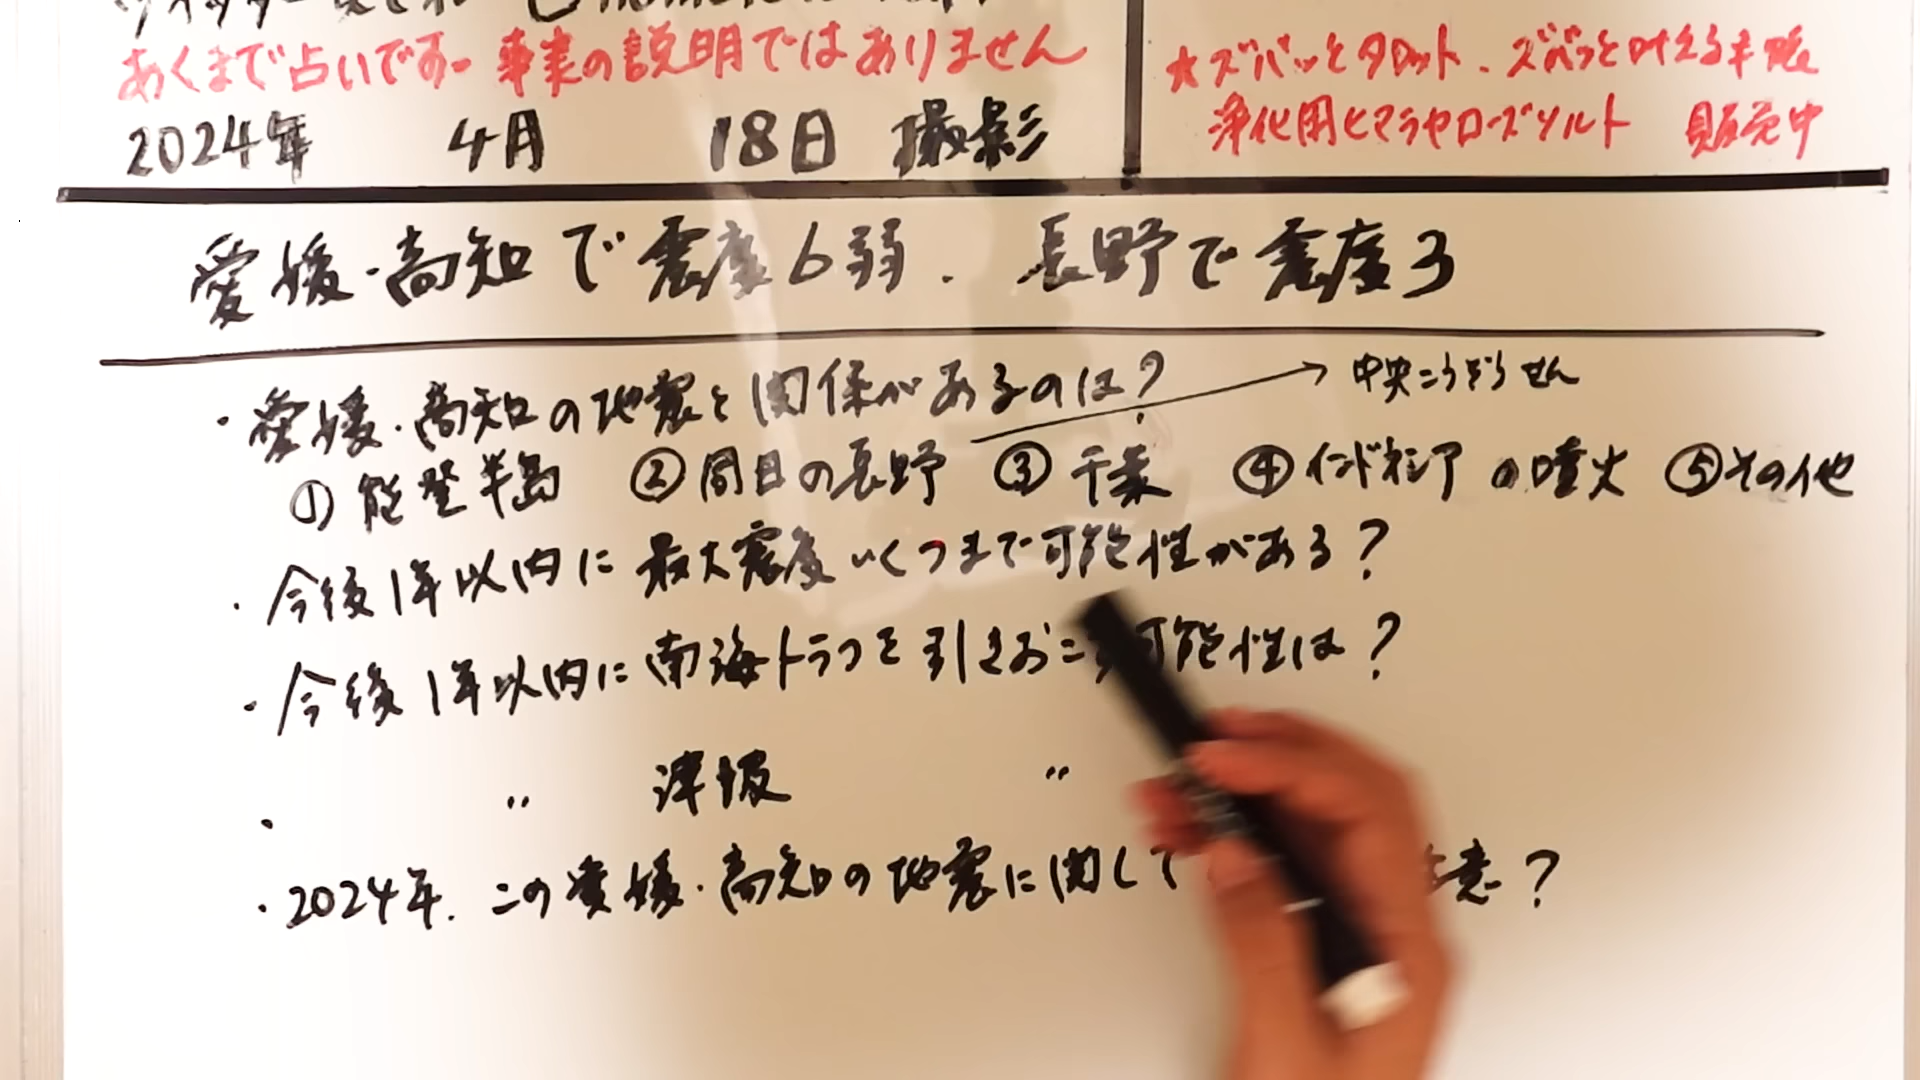 あくまで占いですー 事実の説明ではありません
2024年 4月 18日 撮影
★ズバッとタロット、ズバッと叶える手帳
浄化用ヒマラヤローズソルト 販売中
愛媛・高知で震度6弱. 長野で震度3
・愛媛・高知の地震と関係があるのは? → 中央こうぞうせん
① 能登半島 ② 同日の長野 ③ 千葉 ④ インドネシアの噴火 ⑤その他
・今後1年以内に最大震度いくつまで可能性がある?
・今後1年以内に南海トラフを引きおこす可能性は?
・ 〃 津波 〃
・2024年. この愛媛・高知の地震に関して 注意?